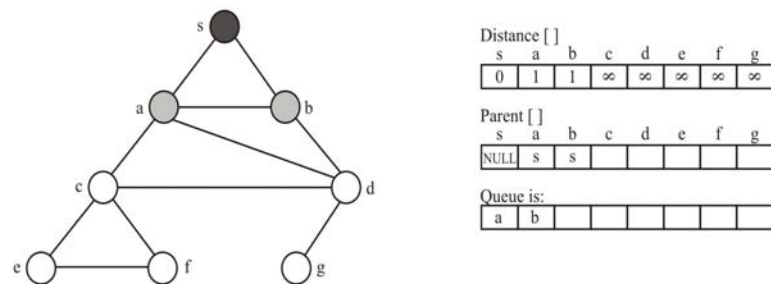 s
a
b
c
d
e
f
g
Distance [ ]
s a b c d e f g
0 1 1 ∞ ∞ ∞ ∞ ∞
Parent [ ]
s a b c d e f g
NULL s s
Queue is:
a b